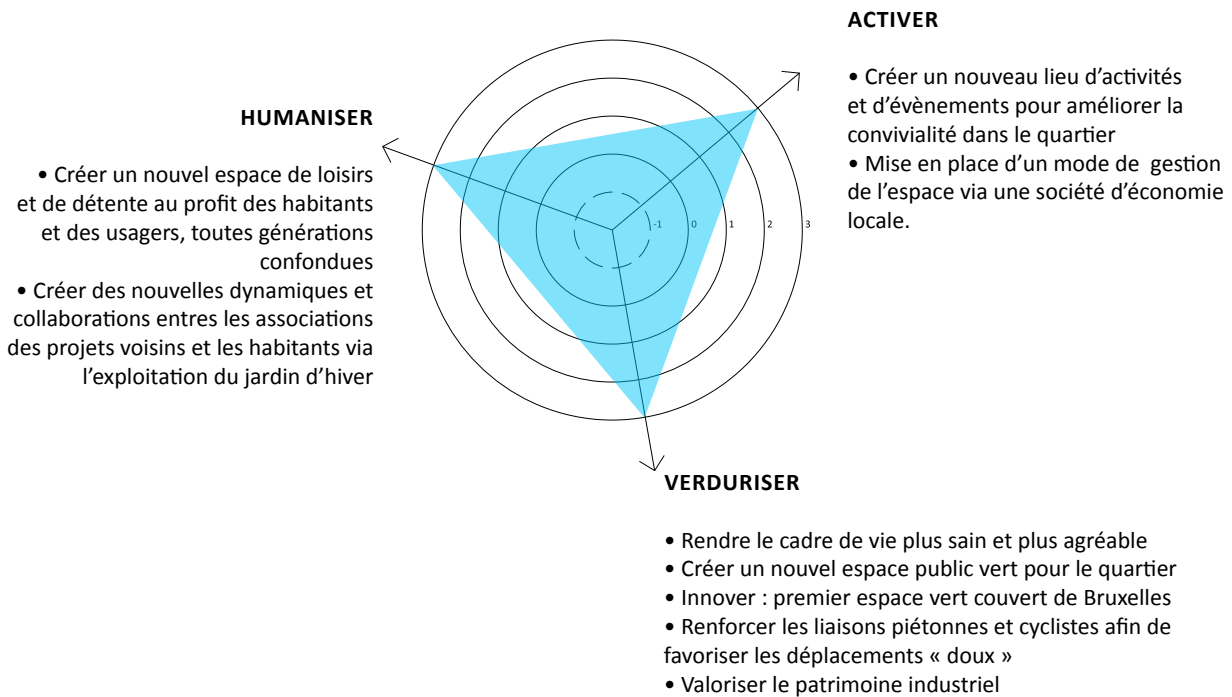 ACTIVER
• Créer un nouveau lieu d’activités
et d’évènements pour améliorer la
convivialité dans le quartier
• Mise en place d’un mode de gestion
de l’espace via une société d’économie
locale.
HUMANISER
• Créer un nouvel espace de loisirs
et de détente au profit des habitants
et des usagers, toutes générations
confondues
• Créer des nouvelles dynamiques et
collaborations entres les associations
des projets voisins et les habitants via
l’exploitation du jardin d’hiver
-1 0 1 2 3
VERDURISER
• Rendre le cadre de vie plus sain et plus agréable
• Créer un nouvel espace public vert pour le quartier
• Innover : premier espace vert couvert de Bruxelles
• Renforcer les liaisons piétonnes et cyclistes afin de
favoriser les déplacements « doux »
• Valoriser le patrimoine industriel